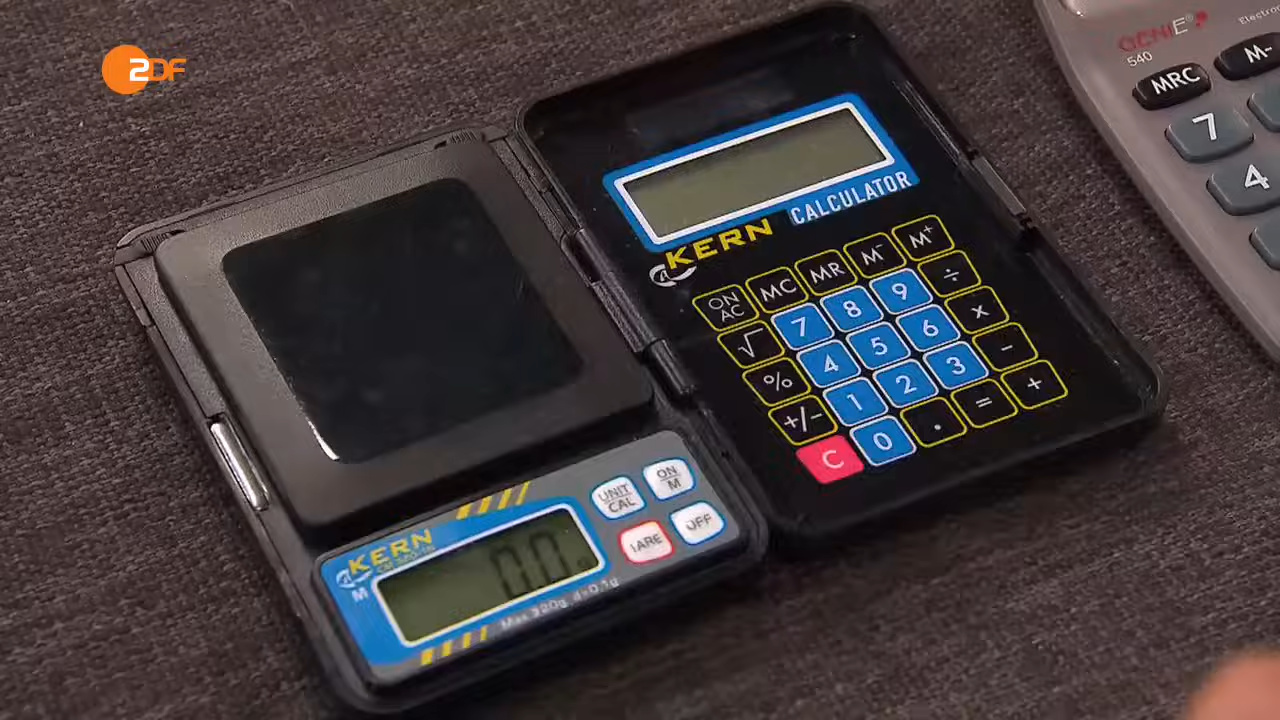 2DF
GENIE
540
MRC
M-
7
4
CALCULATOR
KERN
ON
AC
MC
MR
M-
M+
√
7
8
9
÷
%
4
5
6
x
+/-
1
2
3
-
C
0
.
=
+
KERN
M
0.0
UNIT
CAL
ON
M
TARE
OFF
Max 320g d=0.1g